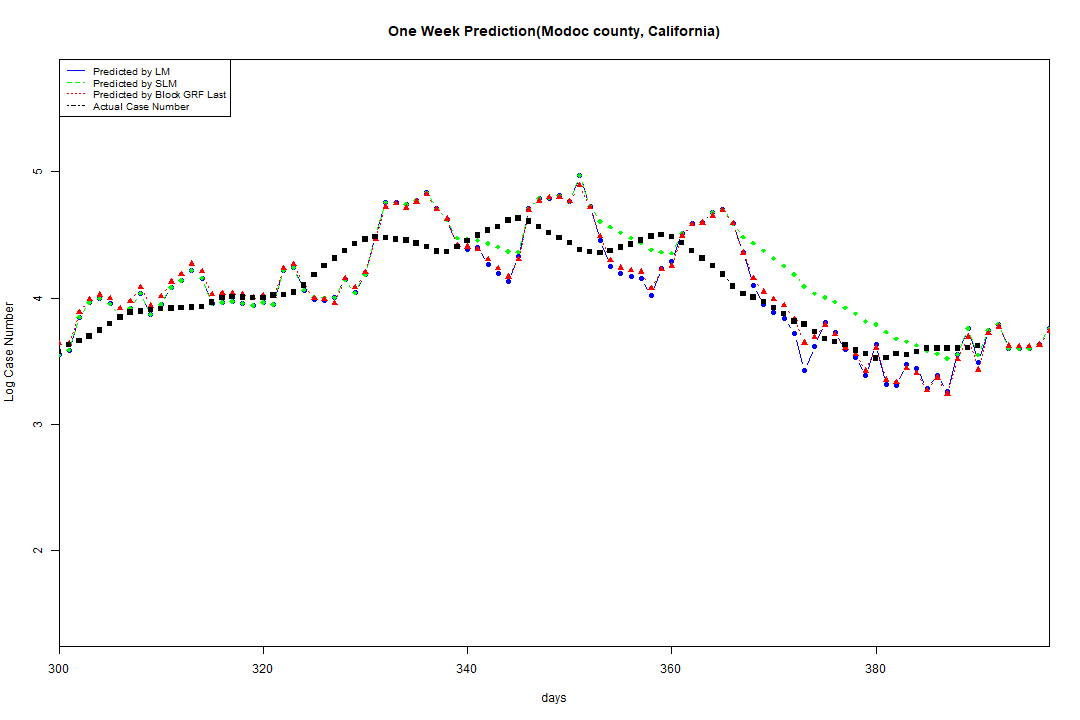 One Week Prediction(Modoc county, California)
Predicted by LM
Predicted by SLM
Predicted by Block GRF Last
Actual Case Number
5
4
3
2
Log Case Number
300 320 340 360 380
days